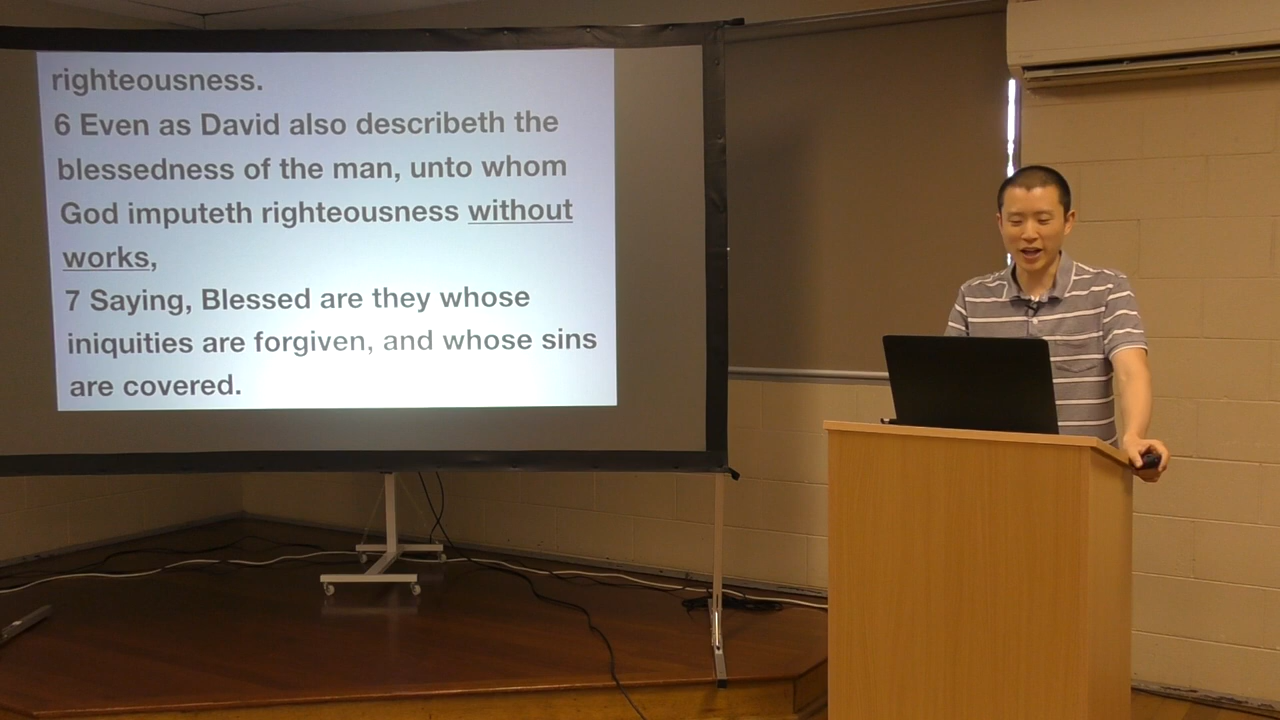 righteousness.
6 Even as David also describeth the
blessedness of the man, unto whom
God imputeth righteousness without
works,
7 Saying, Blessed are they whose
iniquities are forgiven, and whose sins
are covered.